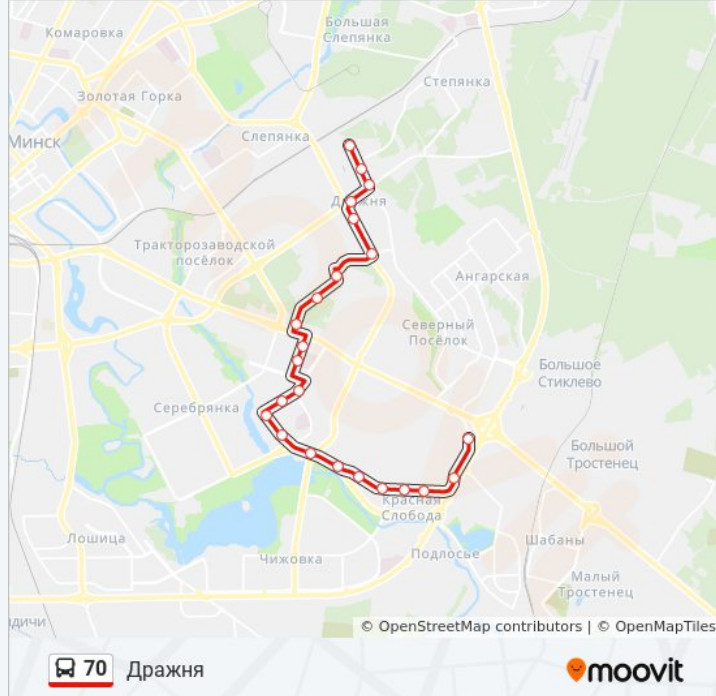 Большая
Слепянка
Комаровка
Степянка
Золотая Горка
Слепянка
Минск
Дражня
Тракторозаводской
посёлок
Ангарская
Северный
Посёлок
Большое
Стиклево
Серебрянка
Большой
Тростенец
Красная
Слобода
Лошица
Шабаны
Чижовка
Подлосье
Малый
Тростенец
© OpenStreetMap contributors | © OpenMapTiles
70 Дражня
moovit